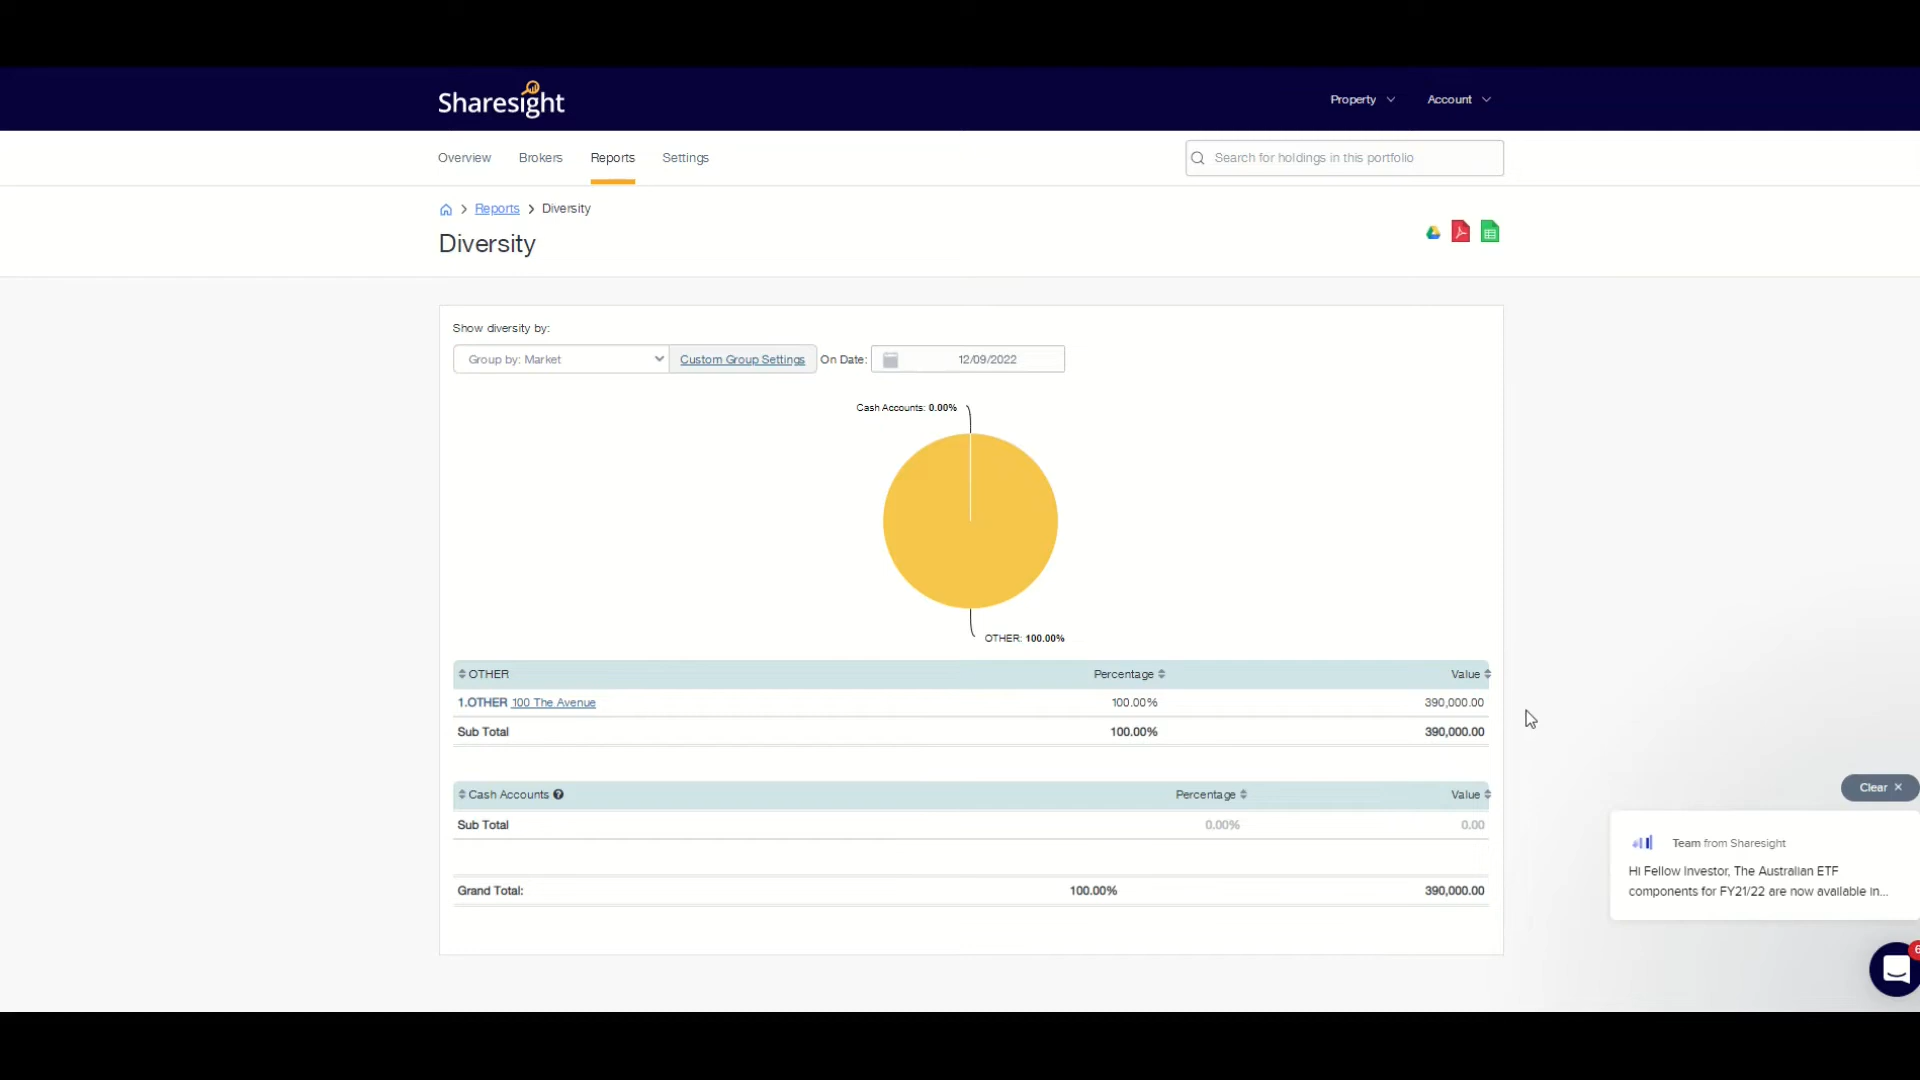 Sharesight
Property
Account
Overview
Brokers
Reports
Settings
Search for holdings in this portfolio
Reports > Diversity
Diversity
Show diversity by:
Group by: Market
Custom Group Settings
On Date:
12/09/2022
Cash Accounts: 0.00%
OTHER: 100.00%
OTHER Percentage Value
1.OTHER 100 The Avenue 100.00% 390,000.00
Sub Total 100.00% 390,000.00
Cash Accounts ? Percentage Value
Sub Total 0.00% 0.00
Grand Total: 100.00% 390,000.00
Clear ×
Team from Sharesight
Hi Fellow Investor, The Australian ETF
components for FY21/22 are now available in...